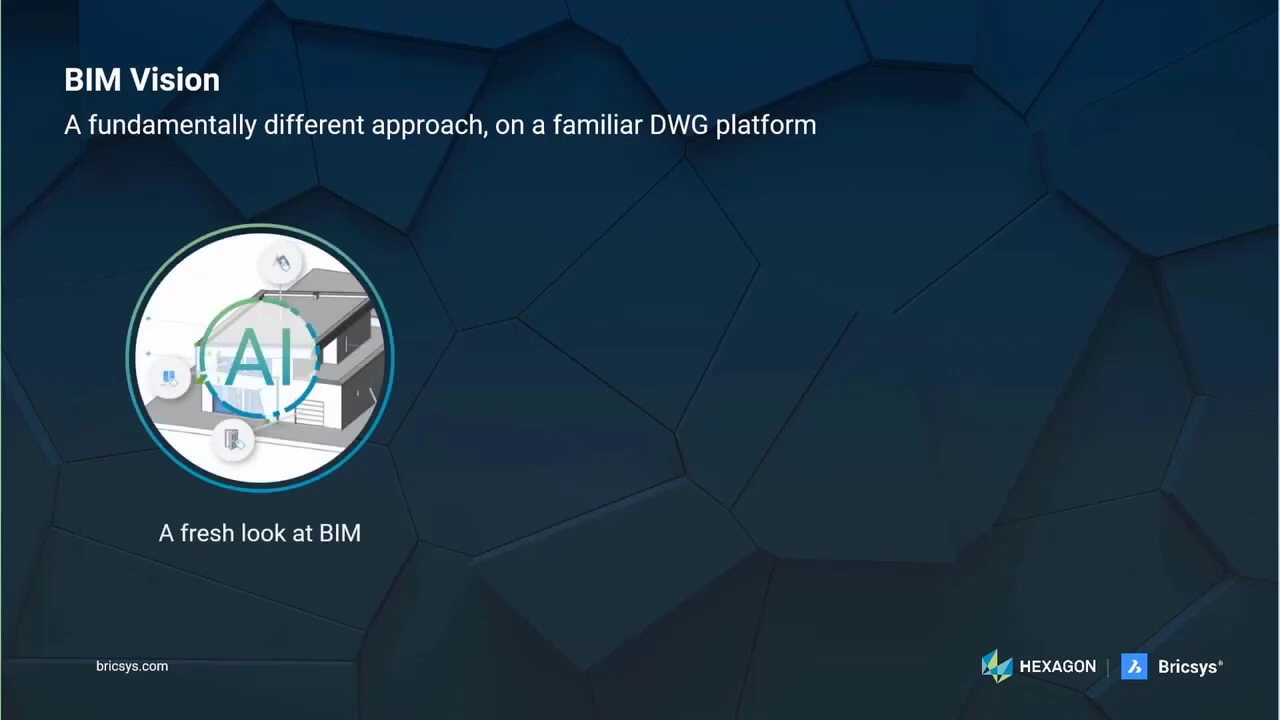 BIM Vision
A fundamentally different approach, on a familiar DWG platform
AI
A fresh look at BIM
bricsys.com
HEXAGON | Bricsys®